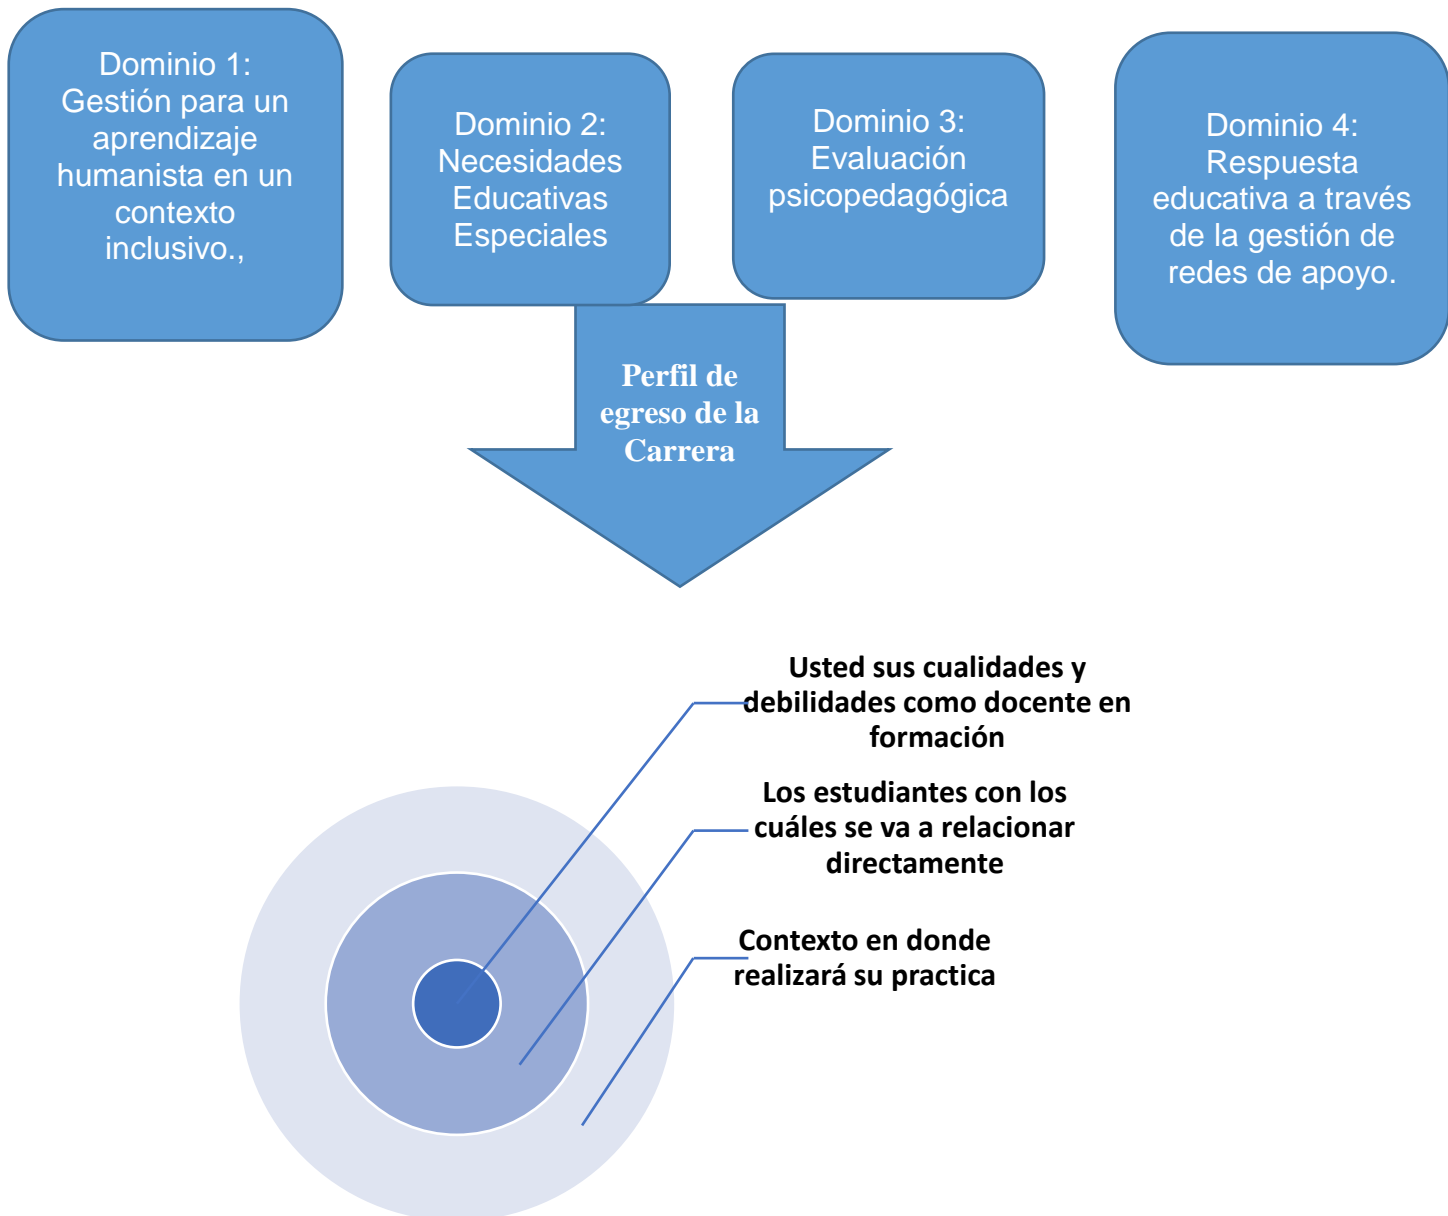 Dominio 1:
Gestión para un
aprendizaje
humanista en un
contexto
inclusivo.,
Dominio 2:
Necesidades
Educativas
Especiales
Dominio 3:
Evaluación
psicopedagógica
Dominio 4:
Respuesta
educativa a través
de la gestión de
redes de apoyo.
Perfil de
egreso de la
Carrera
Usted sus cualidades y
debilidades como docente en
formación
Los estudiantes con los
cuáles se va a relacionar
directamente
Contexto en donde
realizará su practica